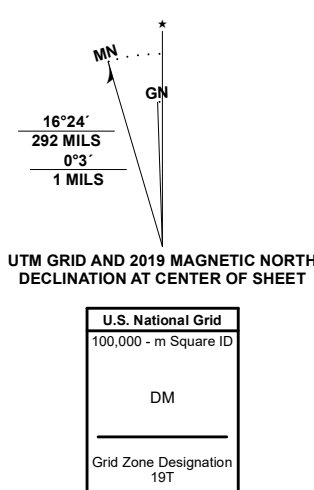 ★
MN
GN
16°24´
292 MILS
0°3´
1 MILS
UTM GRID AND 2019 MAGNETIC NORTH
DECLINATION AT CENTER OF SHEET
U.S. National Grid
100,000 - m Square ID
DM
Grid Zone Designation
19T